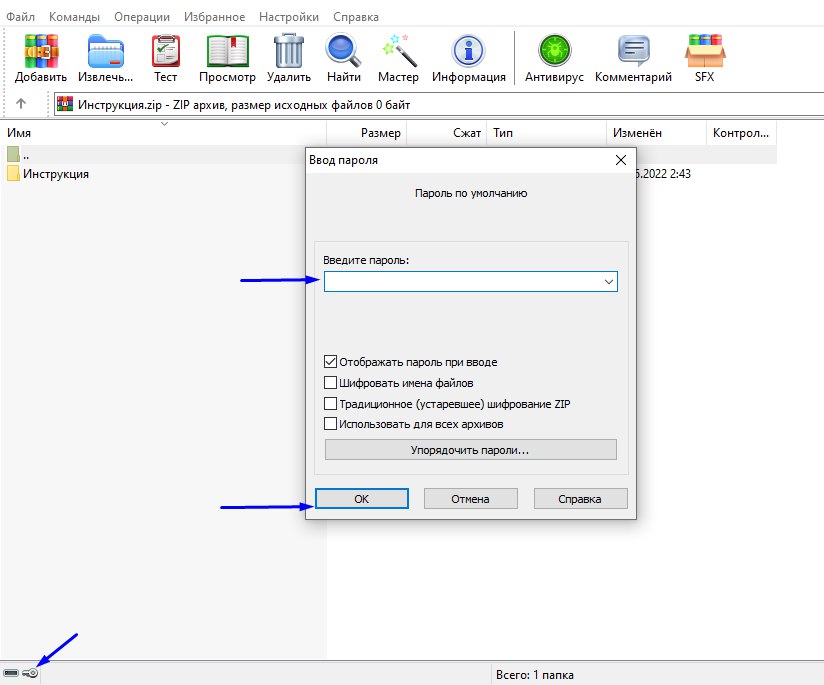 Файл Команды Операции Избранное Настройки Справка
Добавить Извлечь... Тест Просмотр Удалить Найти Мастер Информация Антивирус Комментарий SFX
Инструкция.zip - ZIP архив, размер исходных файлов 0 байт
Имя Размер Сжат Тип Изменён Контрол...
..
Инструкция
.2022 2:43
Ввод пароля
Пароль по умолчанию
Введите пароль:
Отображать пароль при вводе
Шифровать имена файлов
Традиционное (устаревшее) шифрование ZIP
Использовать для всех архивов
Упорядочить пароли...
OK Отмена Справка
Всего: 1 папка